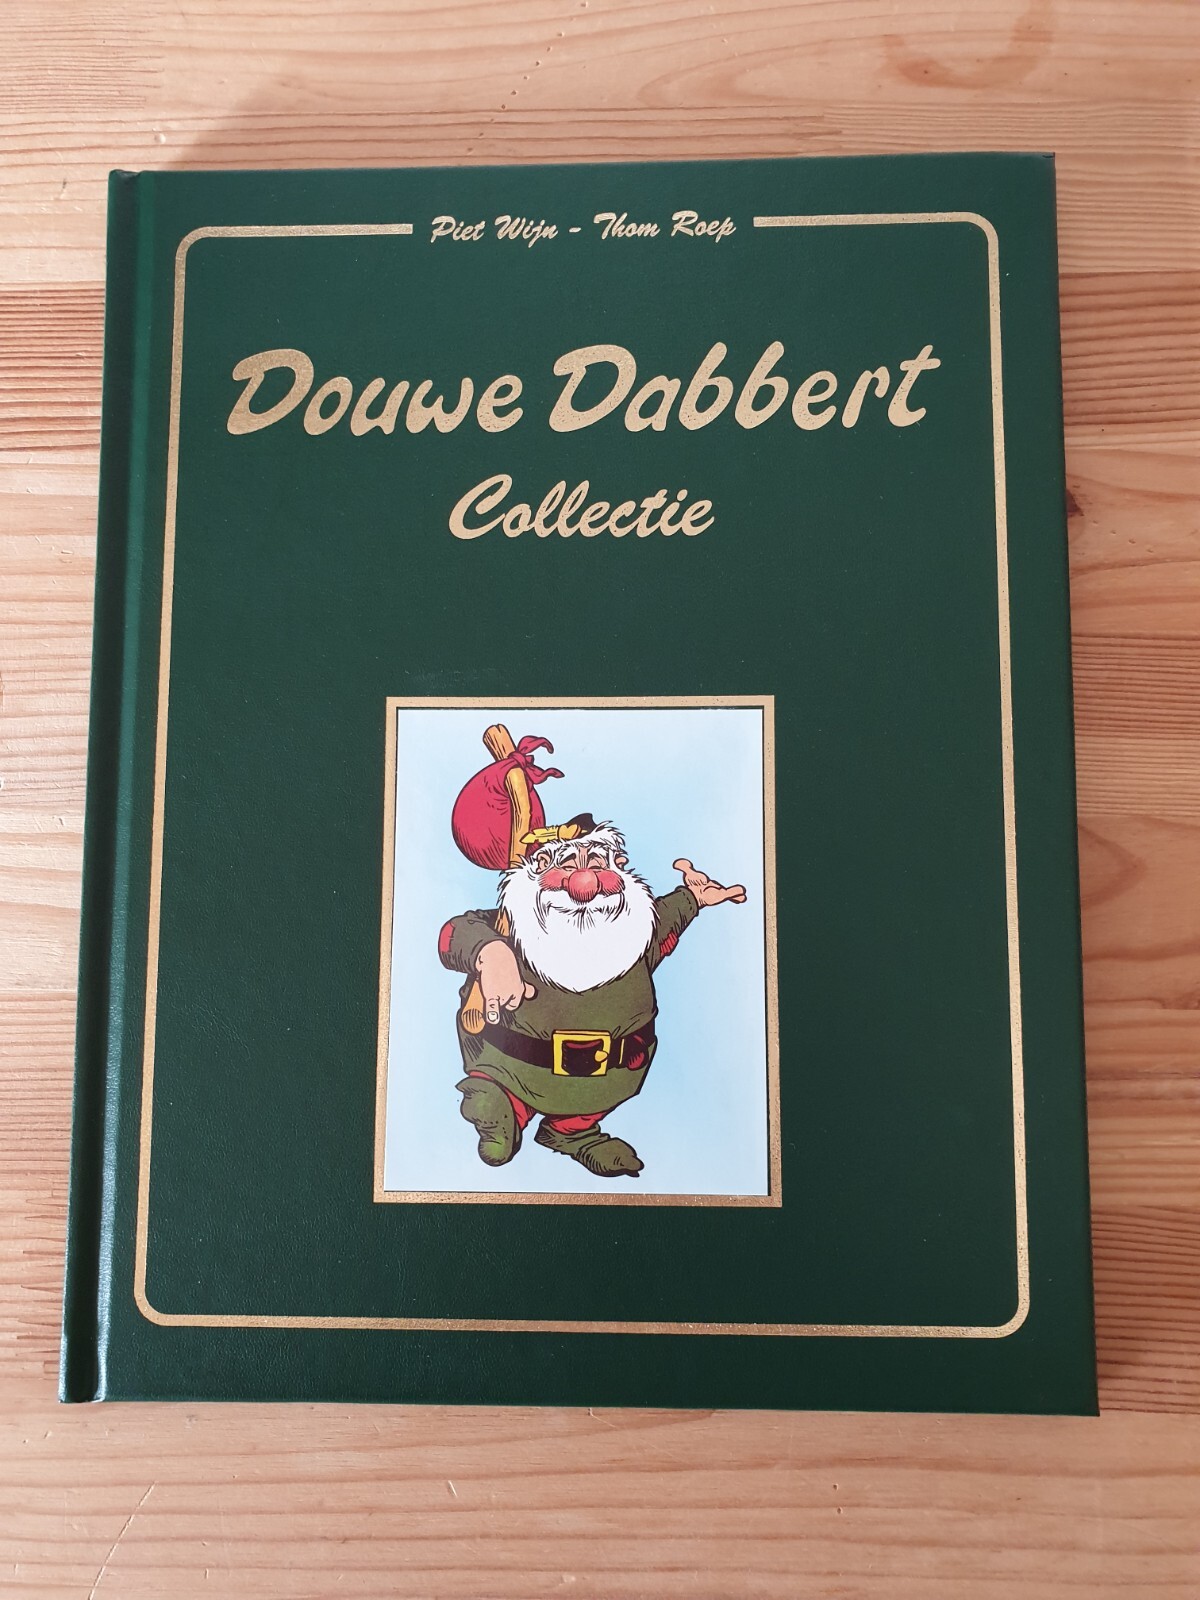 Piet Wijn - Thom Roep
Douwe Dabbert
Collectie